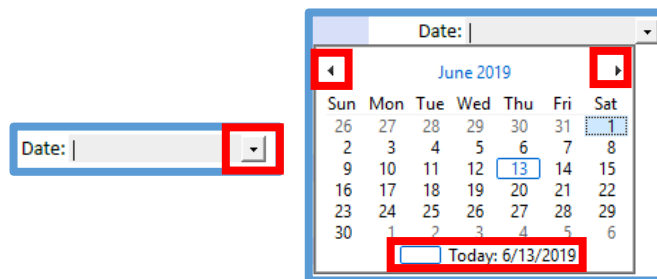 Date:
Date:
June 2019
Sun Mon Tue Wed Thu Fri Sat
26 27 28 29 30 31 1
2 3 4 5 6 7 8
9 10 11 12 13 14 15
16 17 18 19 20 21 22
23 24 25 26 27 28 29
30 1 2 3 4 5 6
Today: 6/13/2019